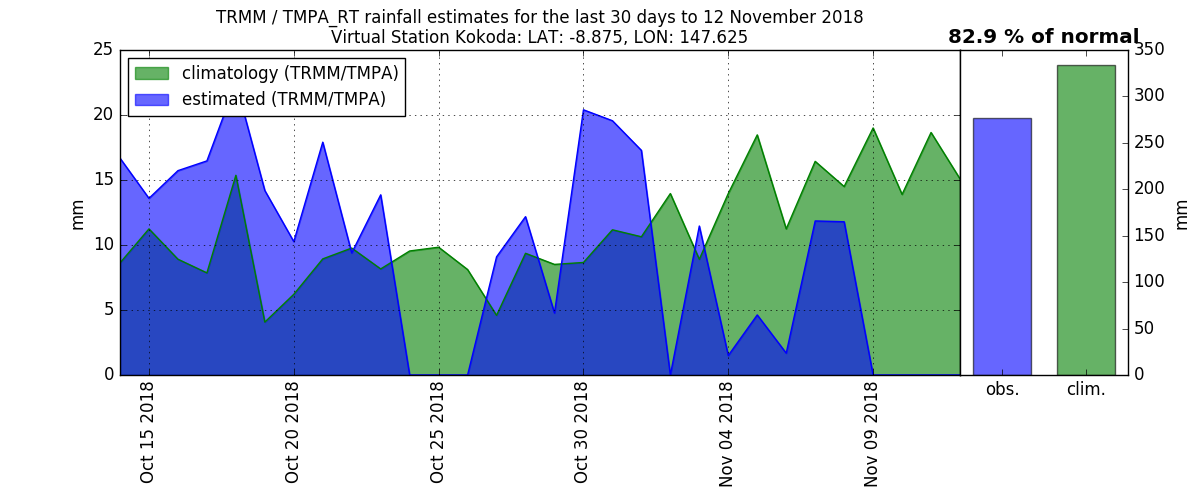 TRMM / TMPA_RT rainfall estimates for the last 30 days to 12 November 2018
Virtual Station Kokoda: LAT: -8.875, LON: 147.625
82.9 % of normal
climatology (TRMM/TMPA)
estimated (TRMM/TMPA)
25
20
15
10
5
0
mm
350
300
250
200
150
100
50
0
mm
Oct 15 2018
Oct 20 2018
Oct 25 2018
Oct 30 2018
Nov 04 2018
Nov 09 2018
obs.
clim.